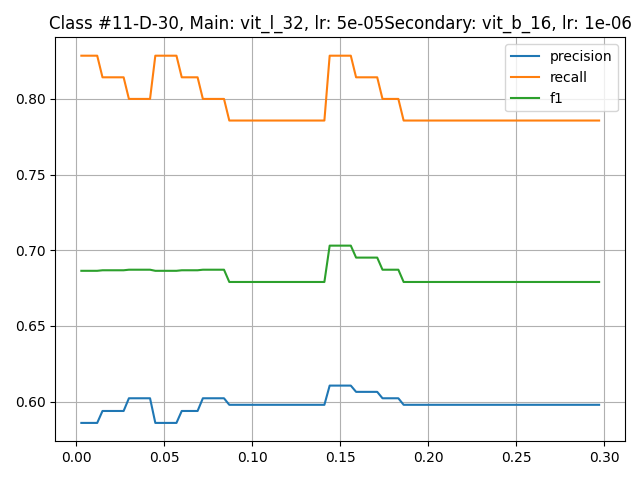 Class #11-D-30, Main: vit_l_32, lr: 5e-05Secondary: vit_b_16, lr: 1e-06
precision
recall
f1
0.80
0.75
0.70
0.65
0.60
0.00 0.05 0.10 0.15 0.20 0.25 0.30